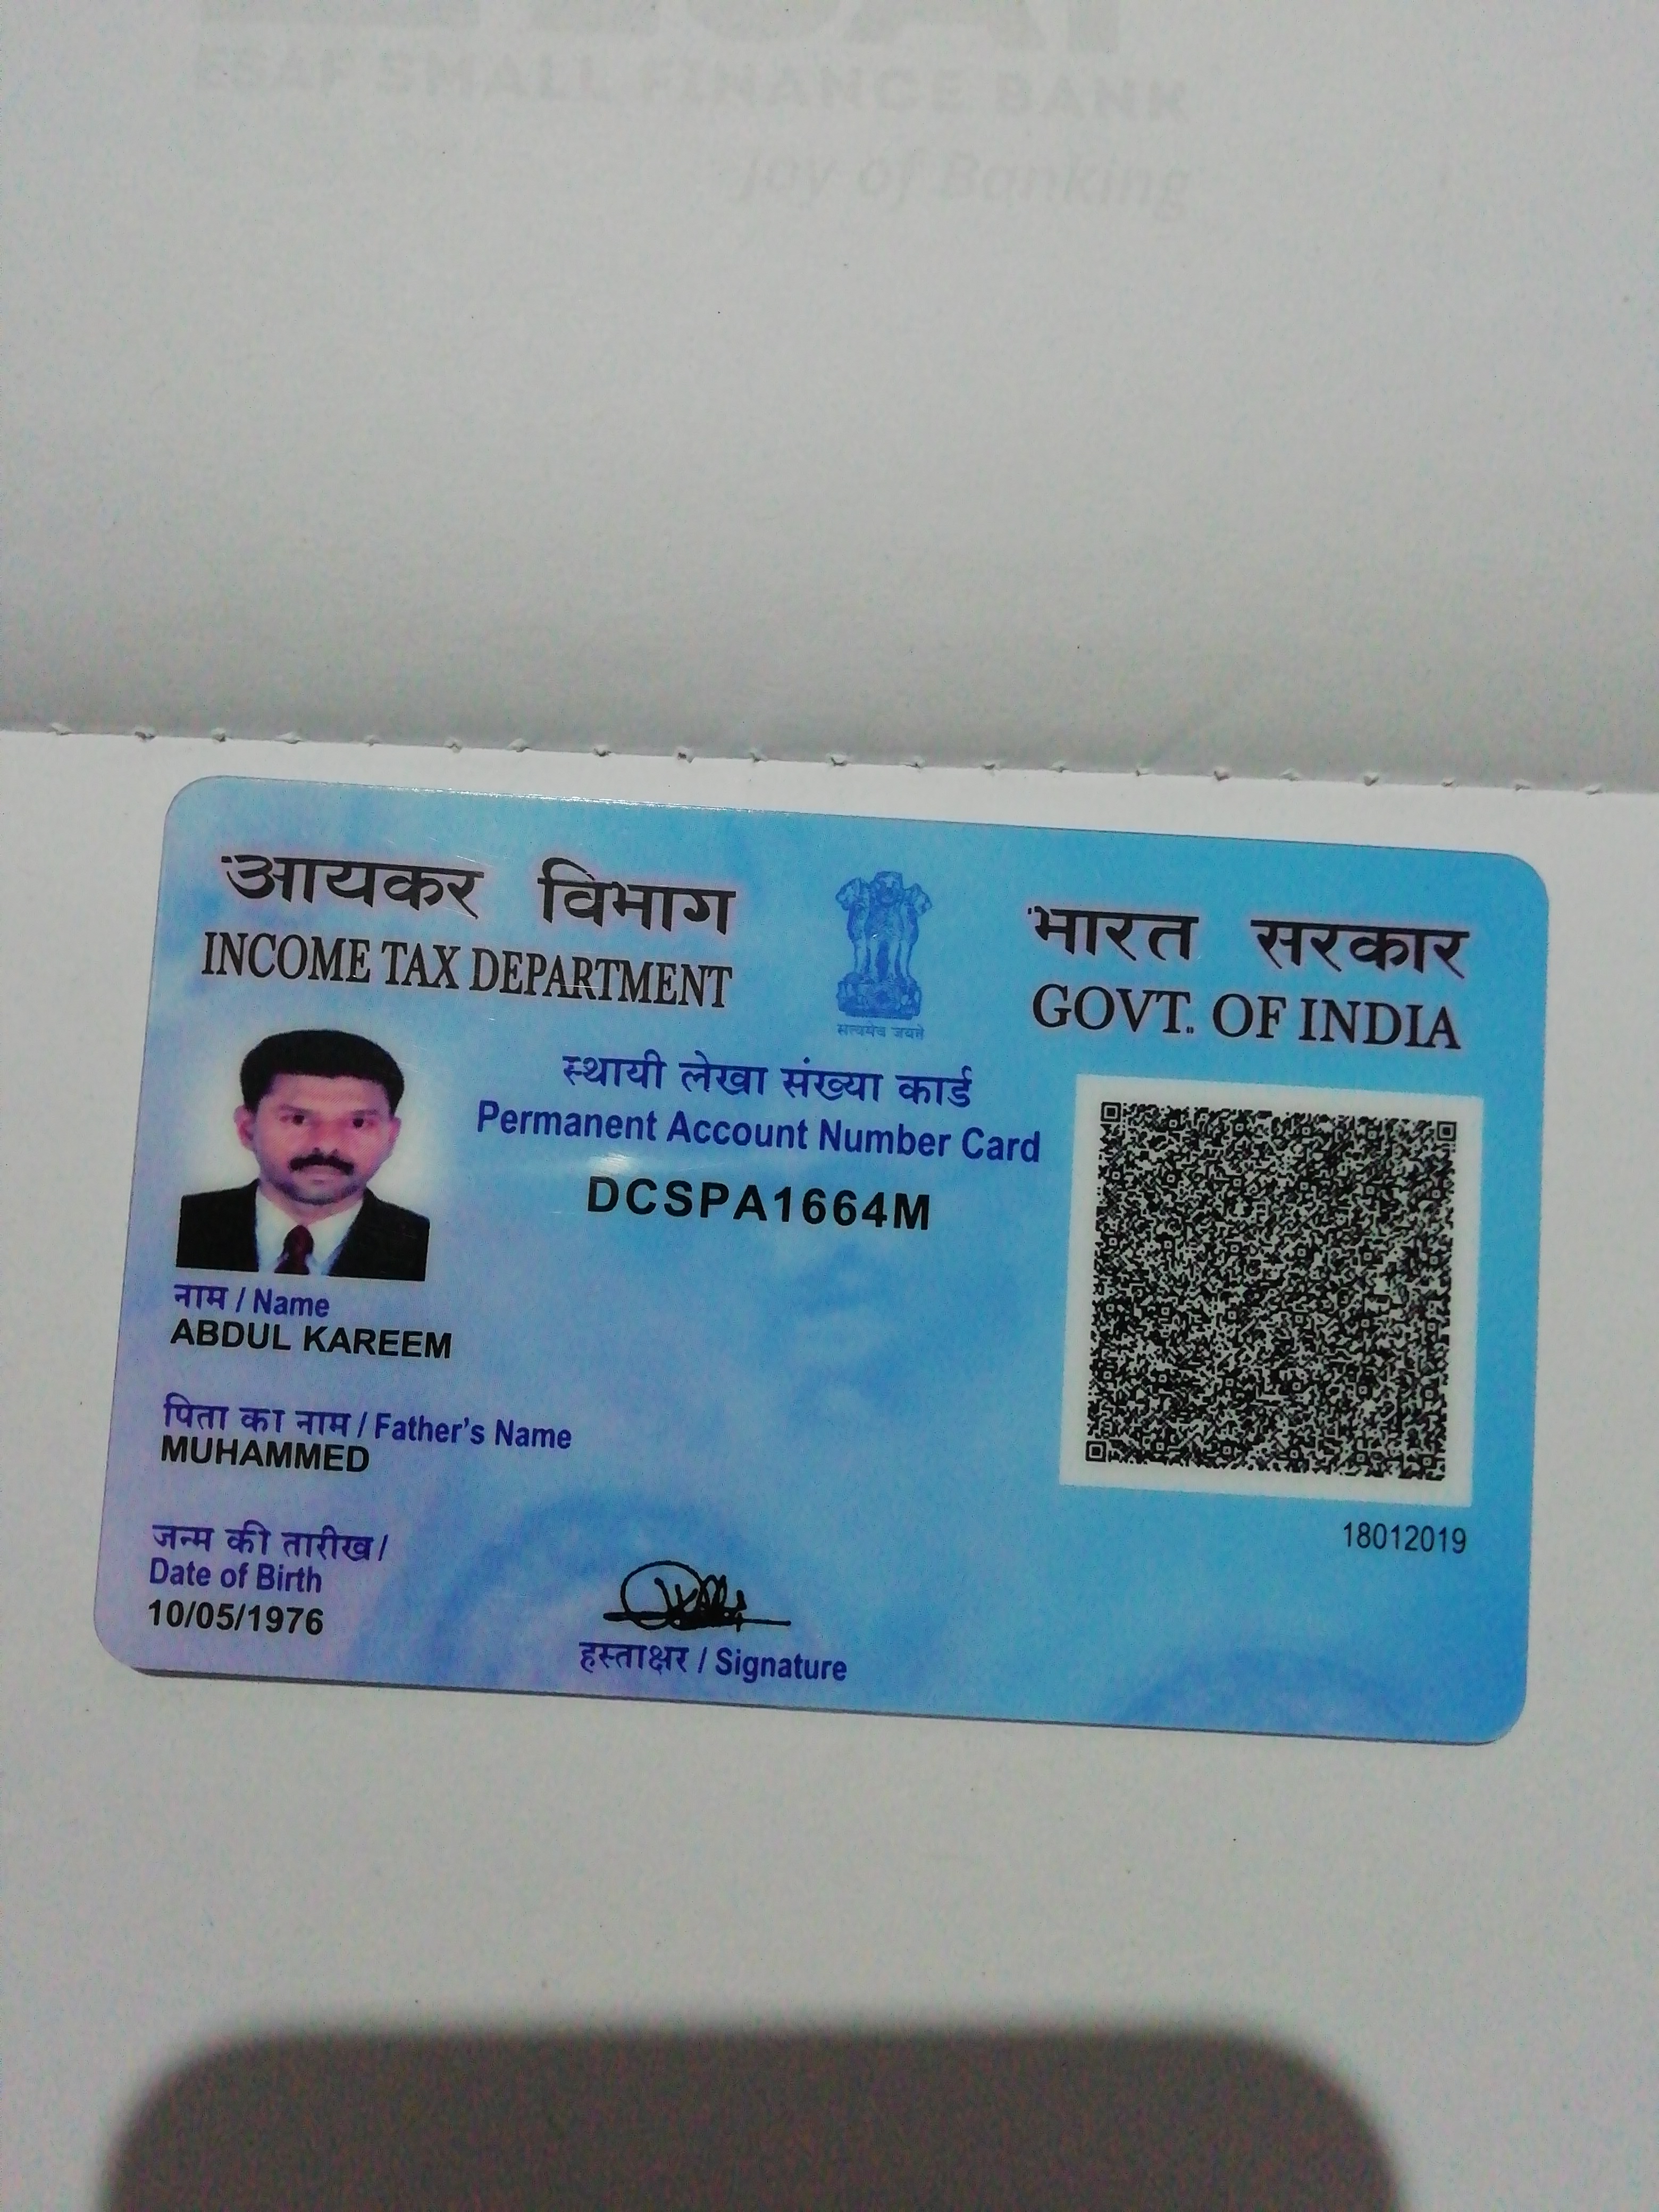 ESAF SMALL FINANCE BANK
Joy of Banking
आयकर विभाग
INCOME TAX DEPARTMENT
सत्यमेव जयते
भारत सरकार
GOVT. OF INDIA
स्थायी लेखा संख्या कार्ड
Permanent Account Number Card
DCSPA1664M
नाम / Name
ABDUL KAREEM
पिता का नाम / Father's Name
MUHAMMED
जन्म की तारीख /
Date of Birth
10/05/1976
हस्ताक्षर / Signature
18012019